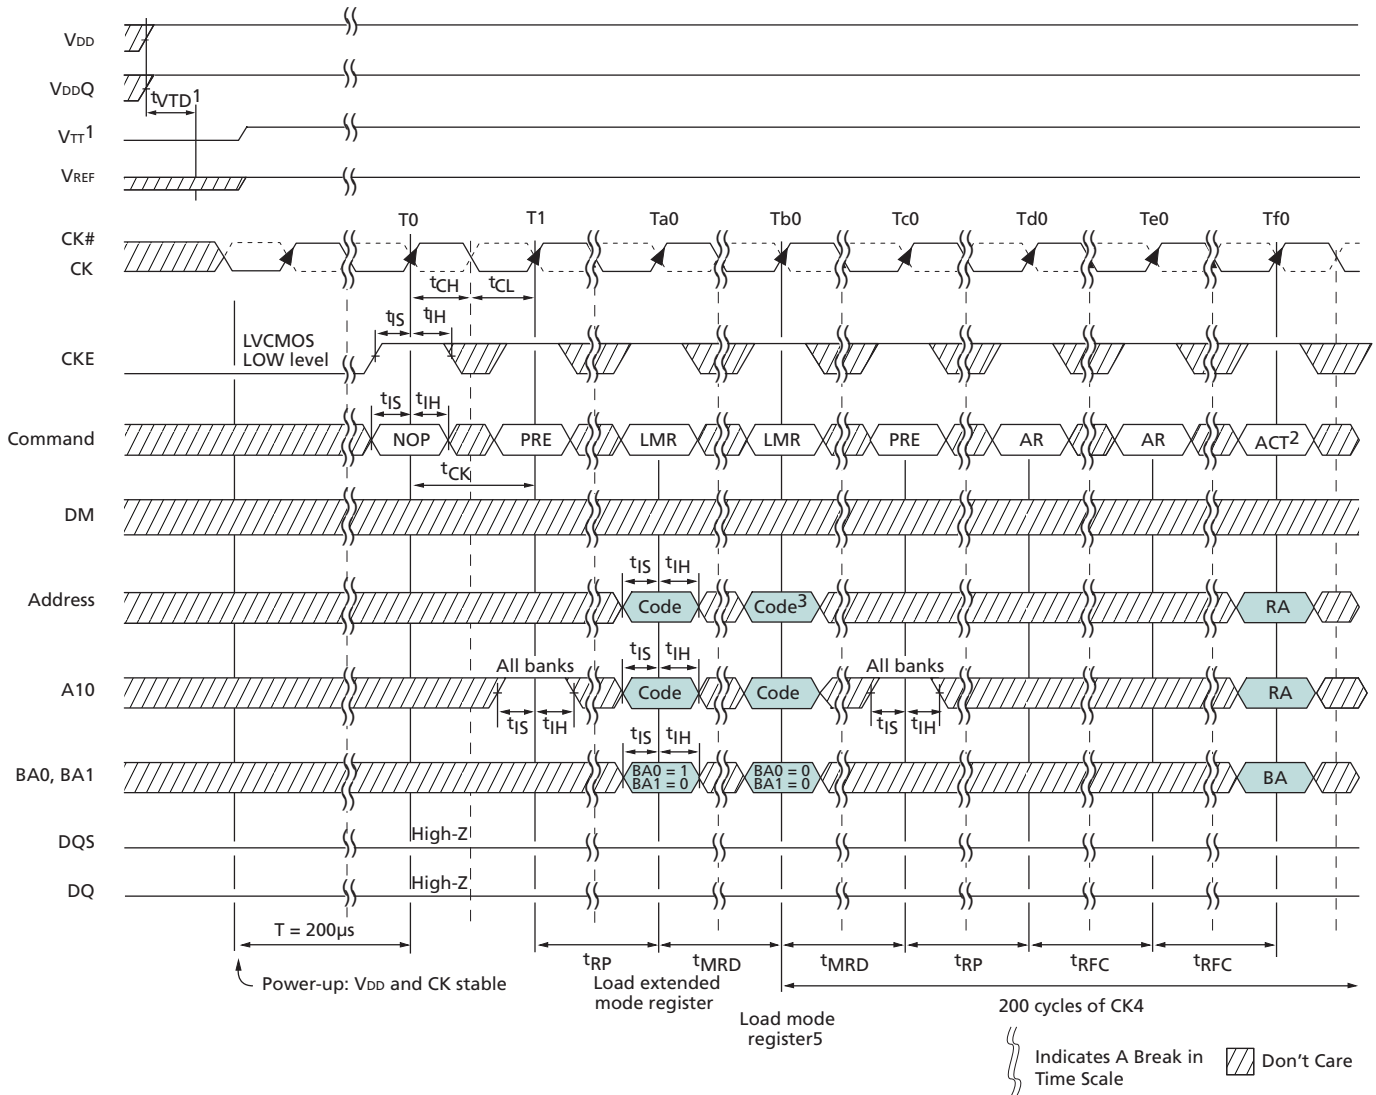 VDD
VDDQ
tVTD1
VTT1
VREF
T0 T1 Ta0 Tb0 Tc0 Td0 Te0 Tf0
CK#
CK
tCH tCL
tIS tIH
LVCMOS
LOW level
CKE
tIS tIH
Command NOP PRE LMR LMR PRE AR AR ACT2
tCK
DM
tIS tIH
Address Code Code3 RA
tIS tIH
All banks All banks
A10 Code Code RA
tIS tIH tIS tIH
tIS tIH
BA0, BA1 BA0 = 1 BA0 = 0 BA
BA1 = 0 BA1 = 0
High-Z
DQS
High-Z
DQ
T = 200µs
tRP tMRD tMRD tRP tRFC tRFC
Power-up: VDD and CK stable
Load extended
mode register
200 cycles of CK4
Load mode
register5
Indicates A Break in
Time Scale
Don't Care